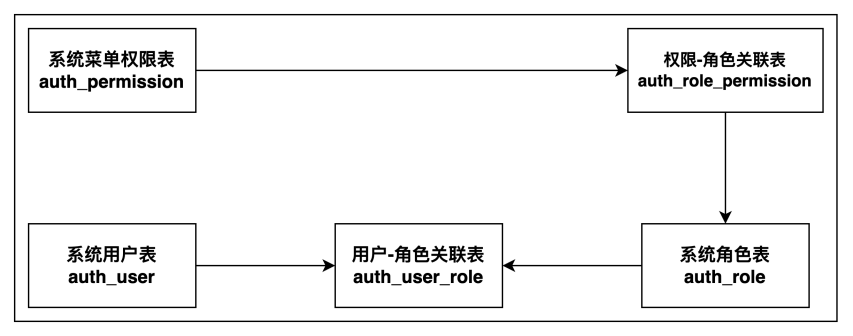 系统菜单权限表
auth_permission
权限-角色关联表
auth_role_permission
系统用户表
auth_user
用户-角色关联表
auth_user_role
系统角色表
auth_role